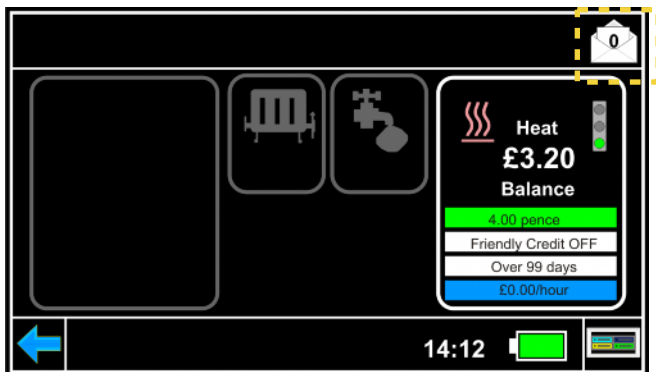 0
Heat
£3.20
Balance
4.00 pence
Friendly Credit OFF
Over 99 days
£0.00/hour
14:12